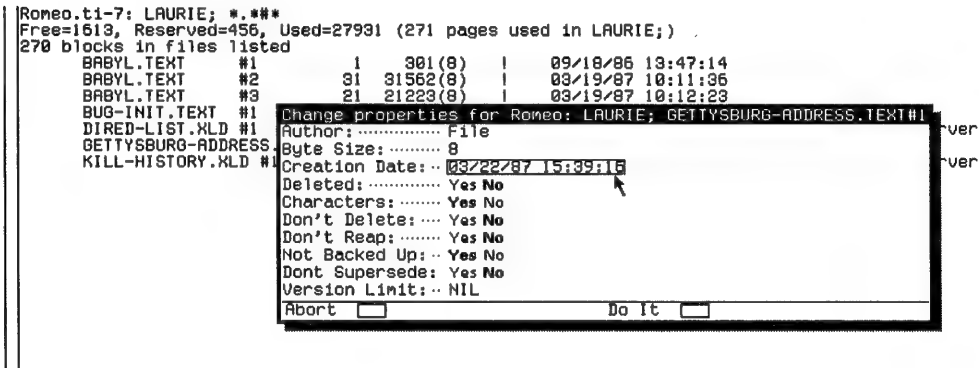 Romeo.ti-7: LAURIE; *.*#*
Free=1613, Reserved=456, Used=27931 (271 pages used in LAURIE;)
270 blocks in files listed
BABYL.TEXT #1 1 301(8) ! 09/18/86 13:47:14
BABYL.TEXT #2 31 31562(8) ! 03/19/87 10:11:36
BABYL.TEXT #3 21 21223(8) ! 03/19/87 10:12:23
BUG-INIT.TEXT #1
DIRED-LIST.XLD #1
GETTYSBURG-ADDRESS.
KILL-HISTORY.XLD #1
Change properties for Romeo: LAURIE; GETTYSBURG-ADDRESS.TEXT#1
Author: ·············· File
Byte Size: ········· 8
Creation Date: ·· 03/22/87 15:39:16
Deleted: ············· Yes No
Characters: ········ Yes No
Don't Delete: ···· Yes No
Don't Reap: ········ Yes No
Not Backed Up: ·· Yes No
Dont Supersede: Yes No
Version Limit: ·· NIL
Abort Do It
ver
ver